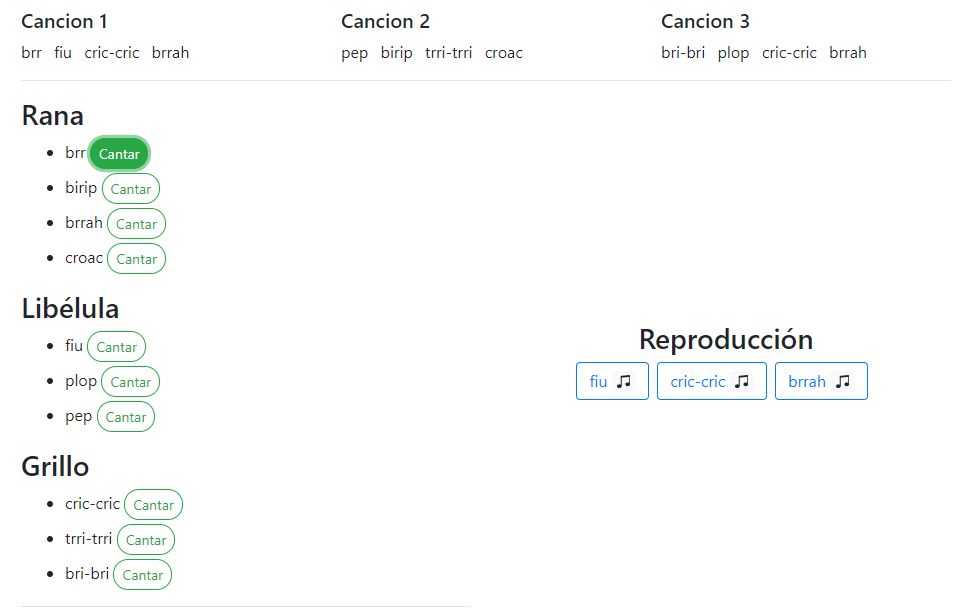 Cancion 1 Cancion 2 Cancion 3
brr fiu cric-cric brrah pep birip trri-trri croac bri-bri plop cric-cric brrah
Rana
brr Cantar
birip Cantar
brrah Cantar
croac Cantar
Libélula
fiu Cantar
plop Cantar
pep Cantar
Grillo
cric-cric Cantar
trri-trri Cantar
bri-bri Cantar
Reproducción
fiu cric-cric brrah